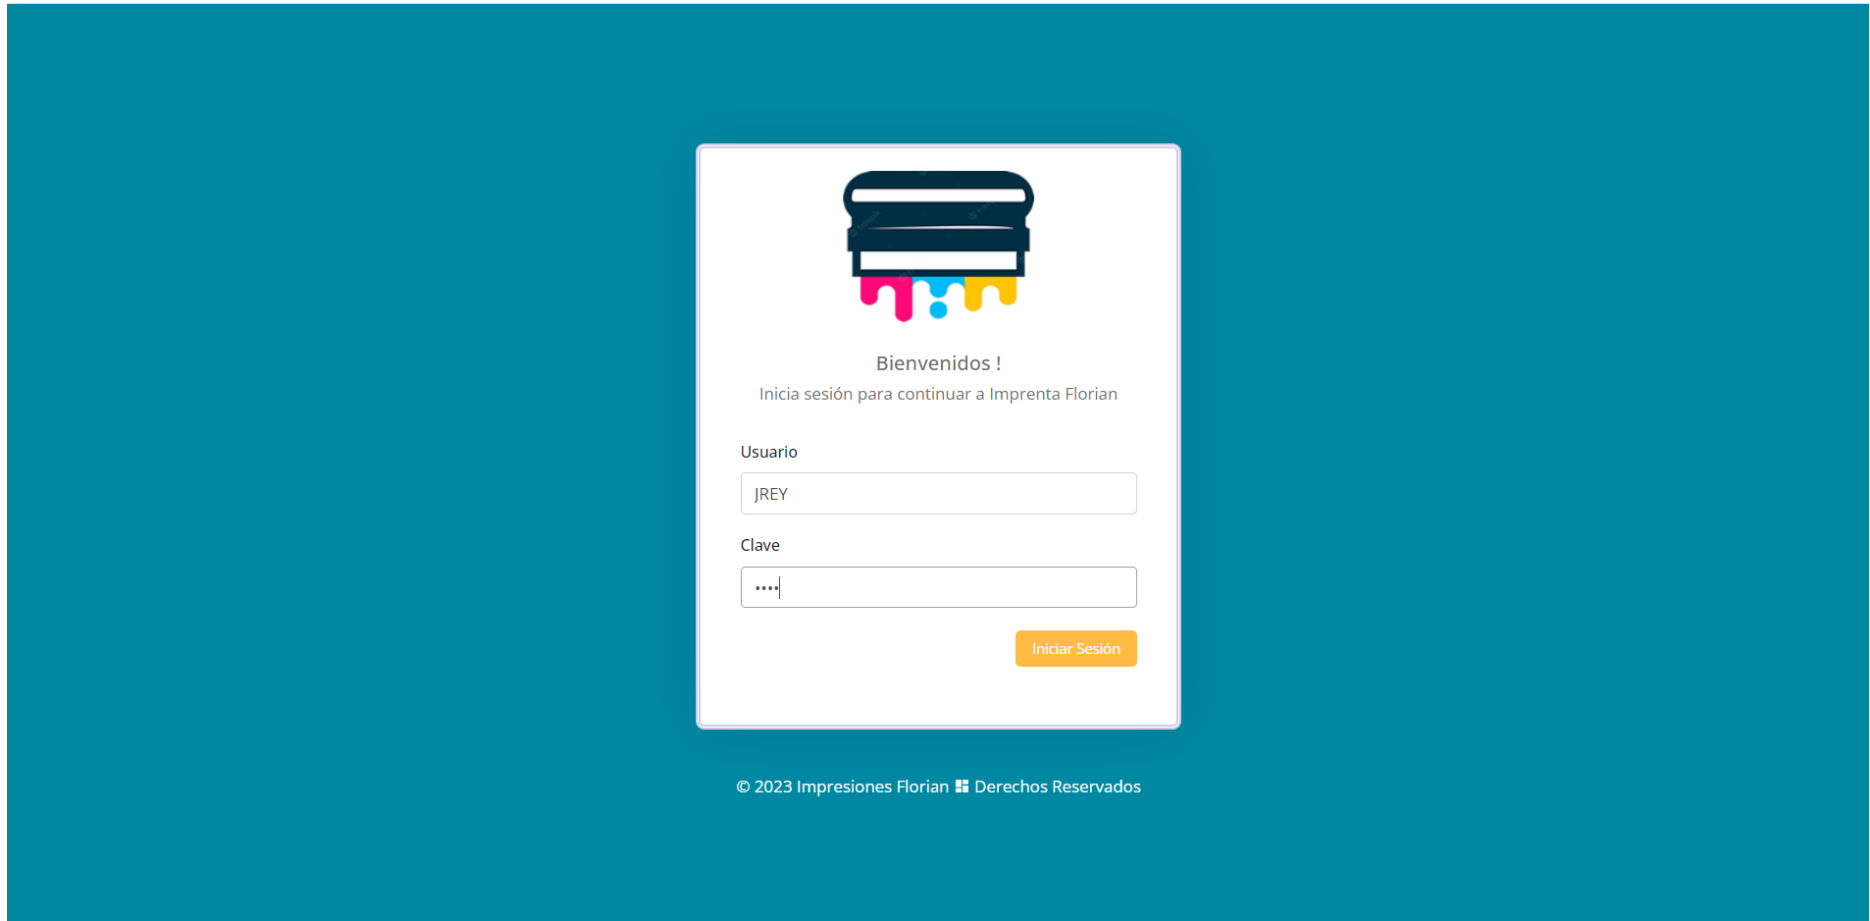 Bienvenidos !
Inicia sesión para continuar a Imprenta Florian
Usuario
JREY
Clave
••••
Iniciar Sesión
© 2023 Impresiones Florian Derechos Reservados